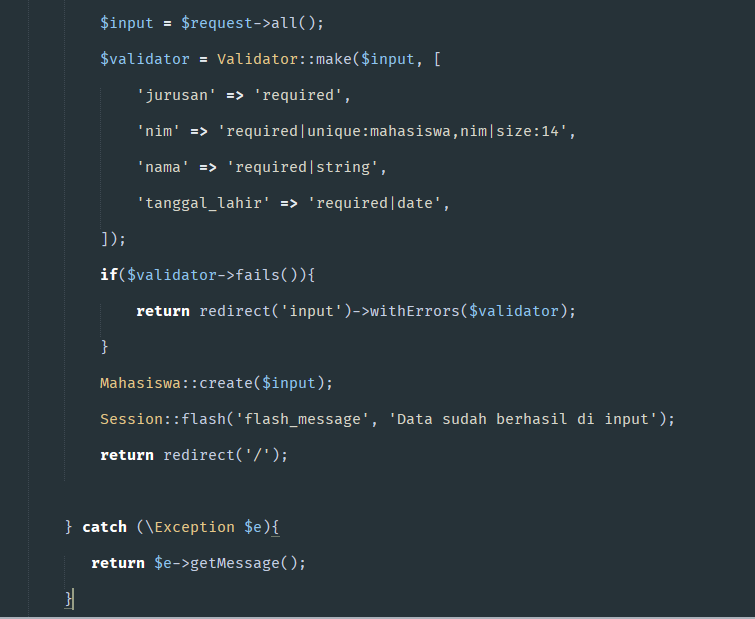 $input = $request->all();
$validator = Validator::make($input, [
'jurusan' => 'required',
'nim' => 'required|unique:mahasiswa,nim|size:14',
'nama' => 'required|string',
'tanggal_lahir' => 'required|date',
]);
if($validator->fails()){
return redirect('input')->withErrors($validator);
}
Mahasiswa::create($input);
Session::flash('flash_message', 'Data sudah berhasil di input');
return redirect('/');
} catch (\Exception $e){
return $e->getMessage();
}